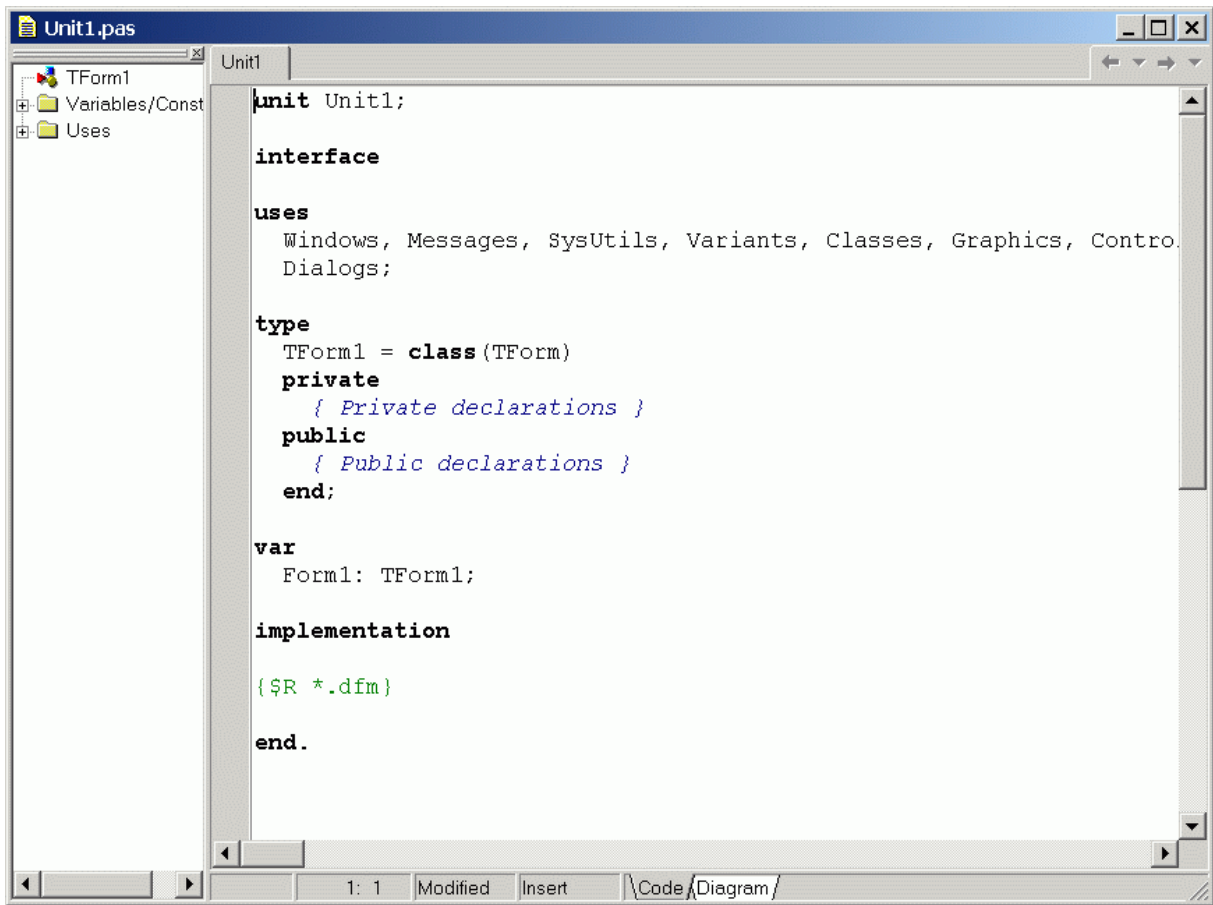 Unit1.pas
TForm1
Variables/Const
Uses
Unit1
unit Unit1;
interface
uses
Windows, Messages, SysUtils, Variants, Classes, Graphics, Contro
Dialogs;
type
TForm1 = class(TForm)
private
{ Private declarations }
public
{ Public declarations }
end;
var
Form1: TForm1;
implementation
{$R *.dfm}
end.
1: 1 Modified Insert Code Diagram